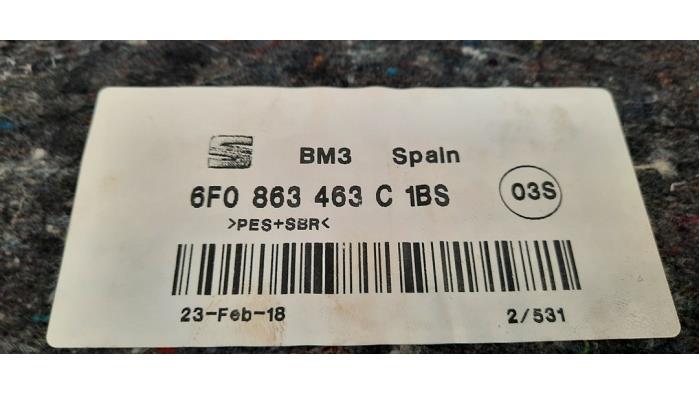 BM3 Spain
6F0 863 463 C 1BS
03S
>PES+SBR<
23-Feb-18 2/531